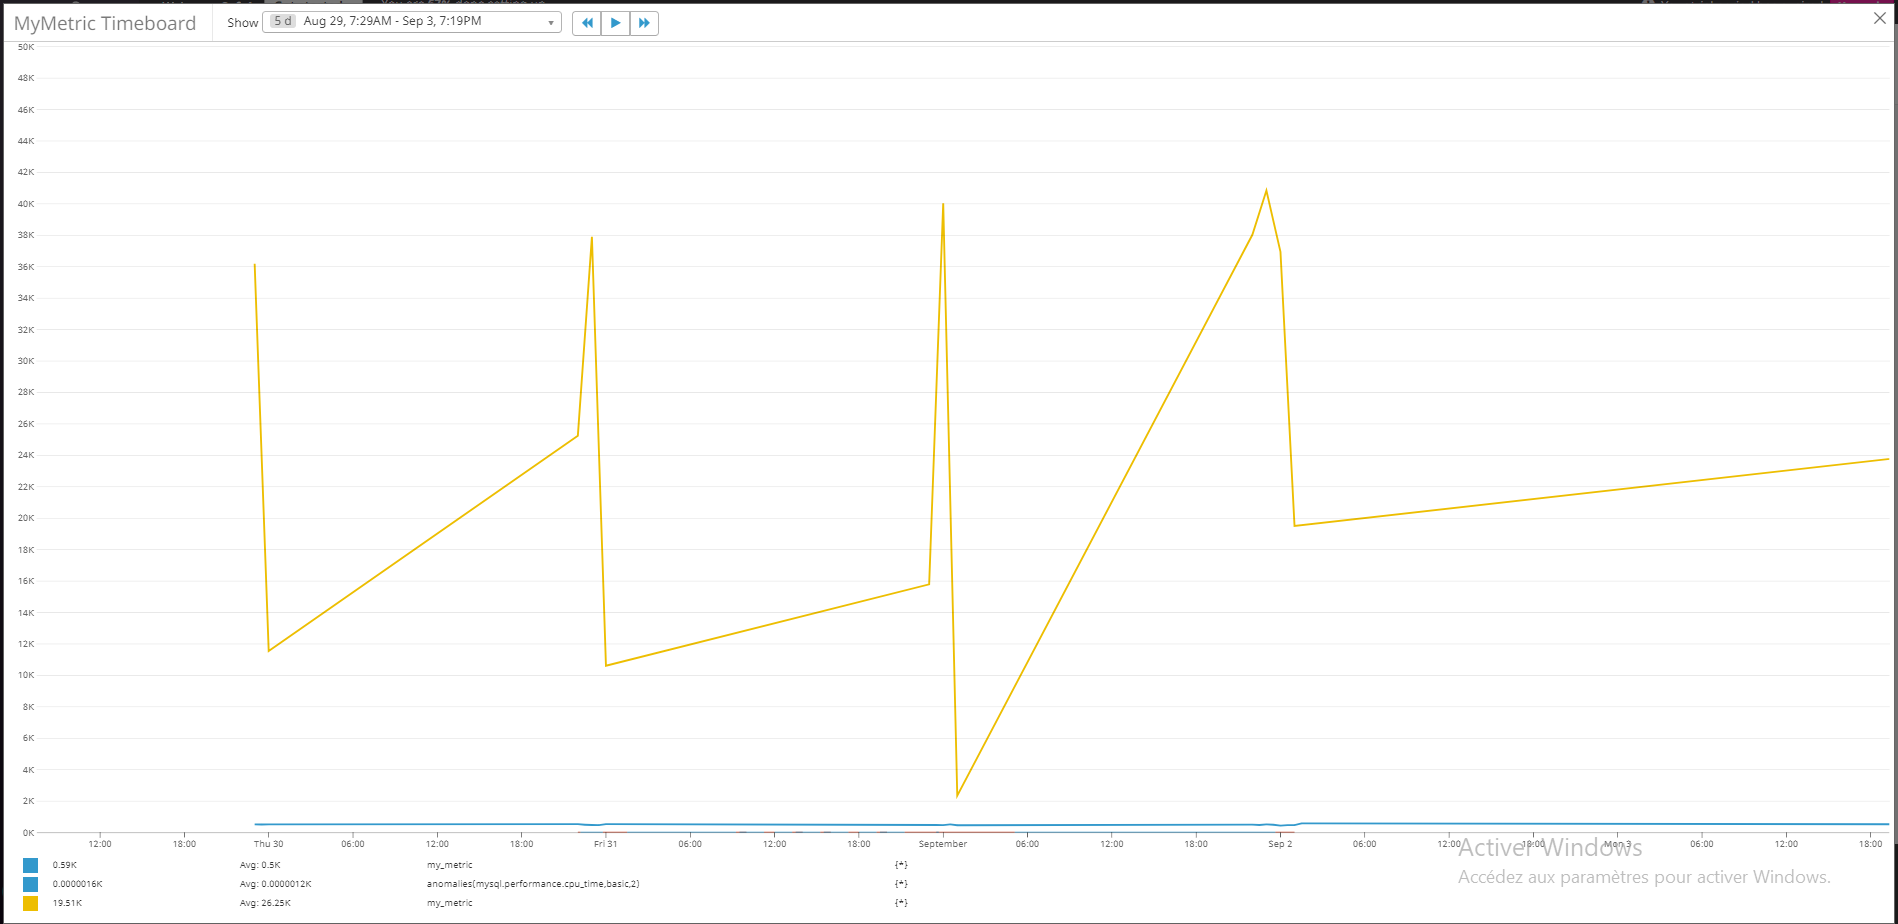 MyMetric Timeboard Show 5 d Aug 29, 7:29AM - Sep 3, 7:19PM
50K
48K
46K
44K
42K
40K
38K
36K
34K
32K
30K
28K
26K
24K
22K
20K
18K
16K
14K
12K
10K
8K
6K
4K
2K
0K
12:00 18:00 Thu 30 06:00 12:00 18:00 Fri 31 06:00 12:00 18:00 September 06:00 12:00 18:00 Sep 2 06:00 12:00 18:00 Mon 3 06:00 12:00 18:00
Activer Windows
Accédez aux paramètres pour activer Windows.
0.59K Avg: 0.5K my_metric {*}
0.0000016K Avg: 0.0000012K anomalies(mysql.performance.cpu_time,basic,2) {*}
19.51K Avg: 26.25K my_metric {*}